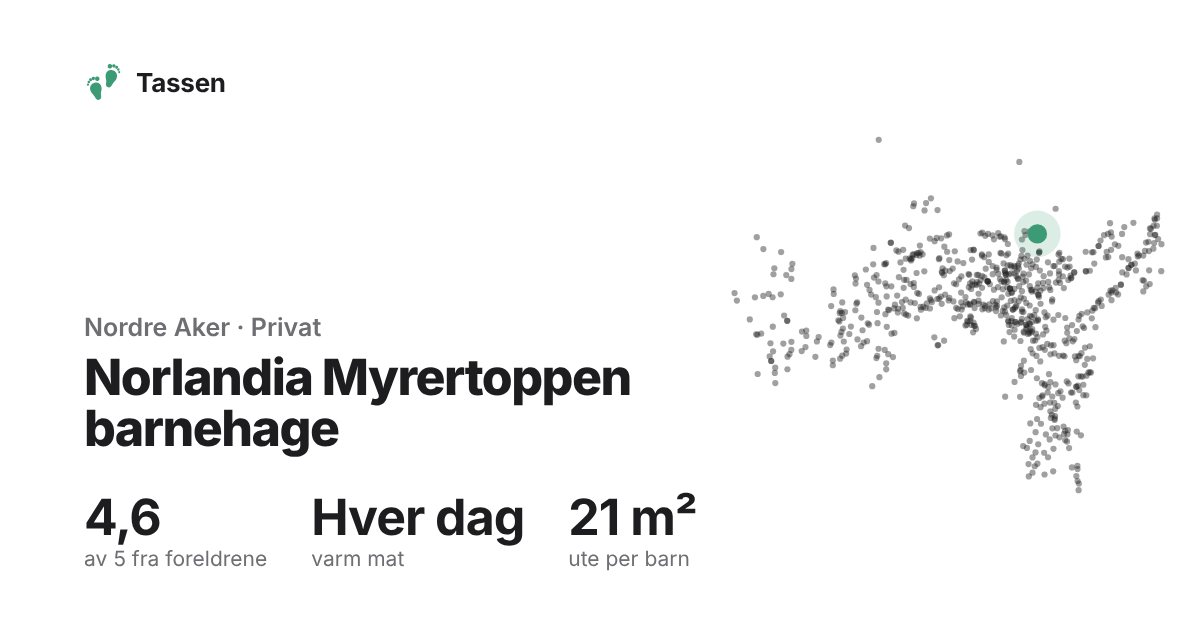 Tassen
Nordre Aker · Privat
Norlandia Myrertoppen
barnehage
4,6
av 5 fra foreldrene
Hver dag
varm mat
21 m²
ute per barn